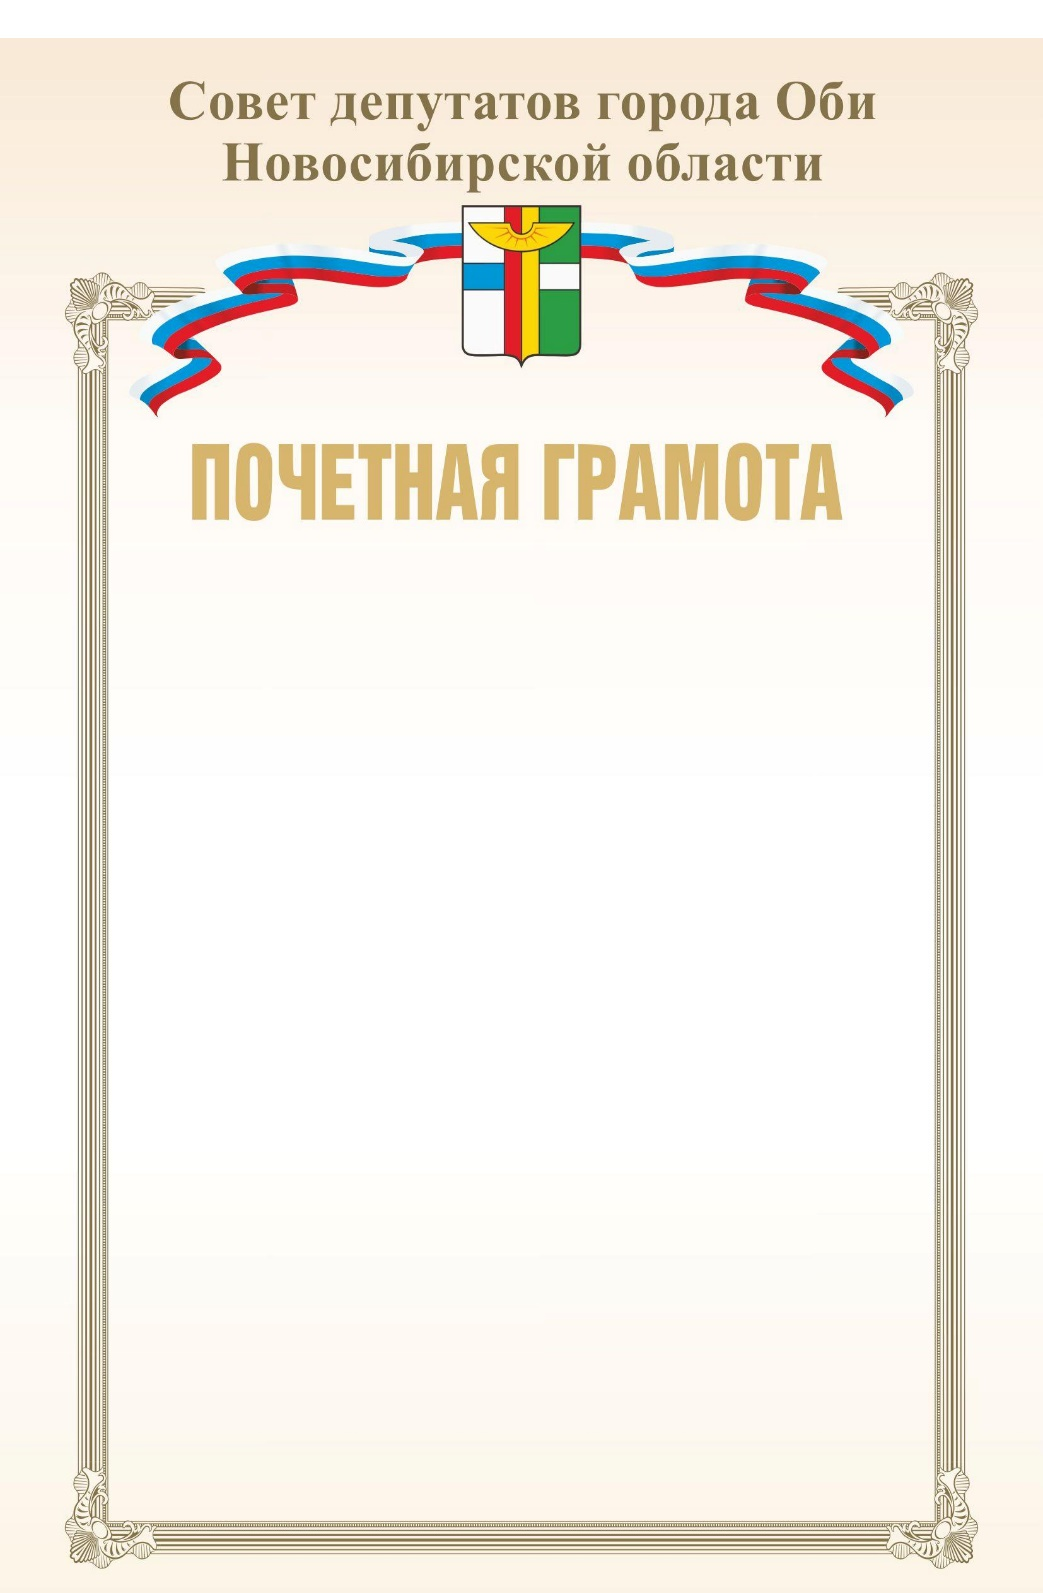 Совет депутатов города Оби
Новосибирской области
ПОЧЕТНАЯ ГРАМОТА